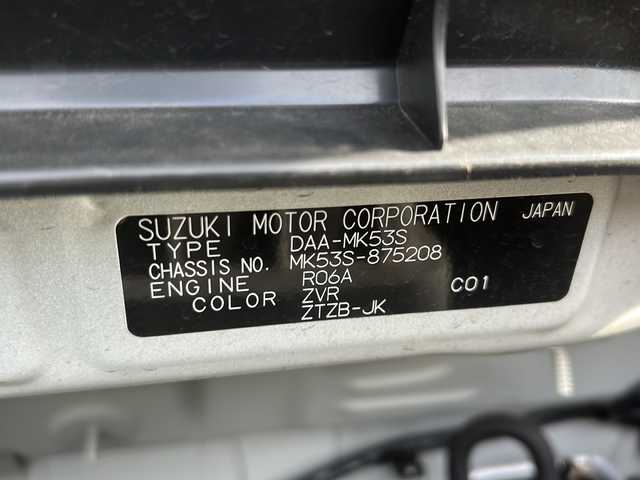 SUZUKI MOTOR CORPORATION JAPAN
TYPE DAA-MK53S
CHASSIS NO. MK53S-875208
ENGINE R06A
COLOR ZVR C01
ZTZB-JK